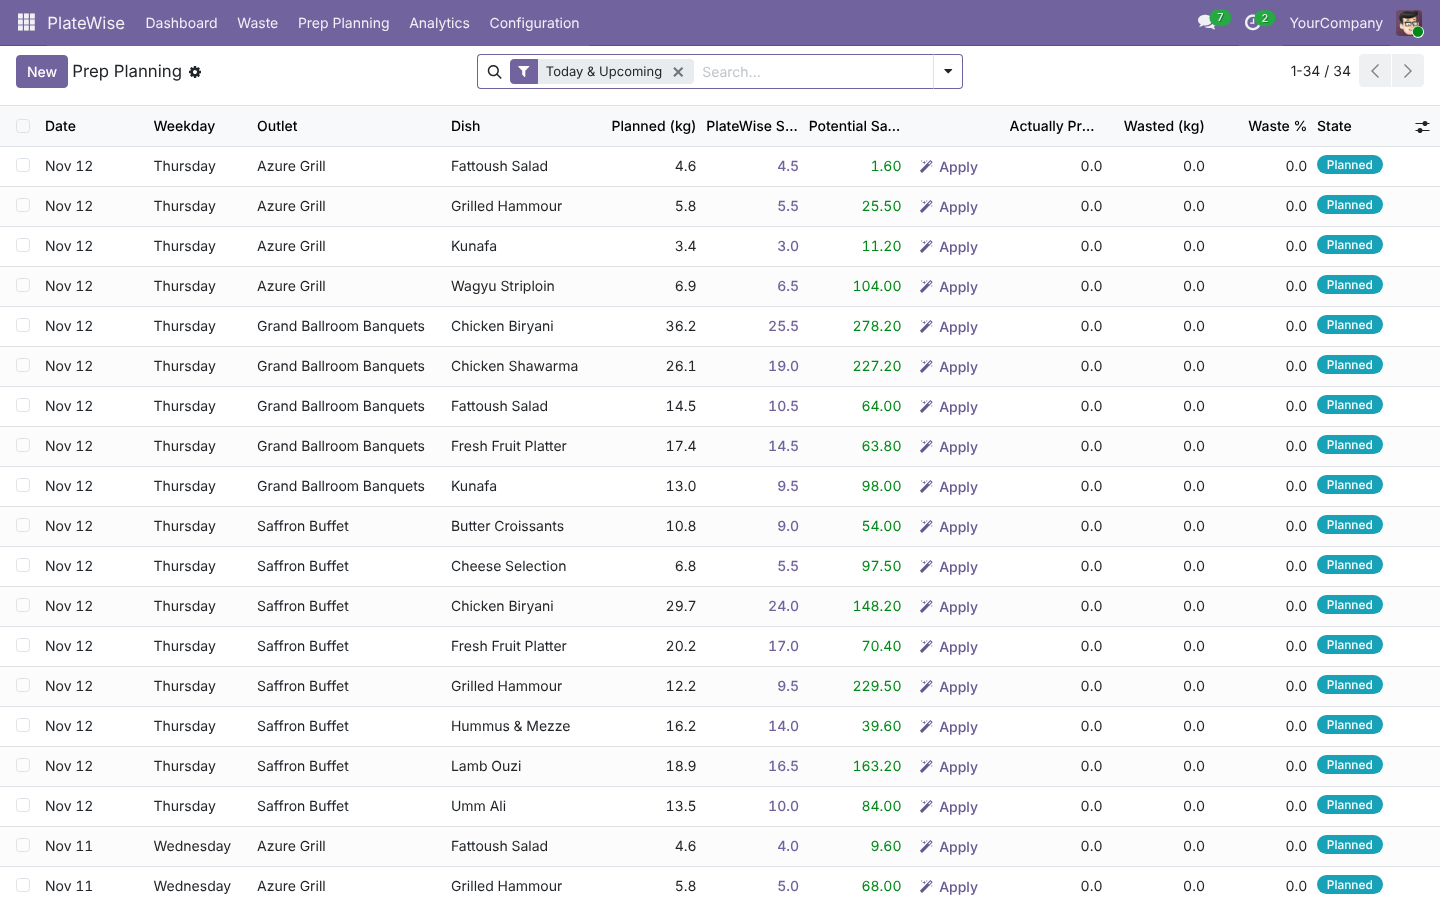 PlateWise Dashboard Waste Prep Planning Analytics Configuration 7 2 YourCompany
New Prep Planning Today & Upcoming Search... 1-34 / 34
Date Weekday Outlet Dish Planned (kg) PlateWise S... Potential Sa... Actually Pr... Wasted (kg) Waste % State
Nov 12 Thursday Azure Grill Fattoush Salad 4.6 4.5 1.60 Apply 0.0 0.0 0.0 Planned
Nov 12 Thursday Azure Grill Grilled Hammour 5.8 5.5 25.50 Apply 0.0 0.0 0.0 Planned
Nov 12 Thursday Azure Grill Kunafa 3.4 3.0 11.20 Apply 0.0 0.0 0.0 Planned
Nov 12 Thursday Azure Grill Wagyu Striploin 6.9 6.5 104.00 Apply 0.0 0.0 0.0 Planned
Nov 12 Thursday Grand Ballroom Banquets Chicken Biryani 36.2 25.5 278.20 Apply 0.0 0.0 0.0 Planned
Nov 12 Thursday Grand Ballroom Banquets Chicken Shawarma 26.1 19.0 227.20 Apply 0.0 0.0 0.0 Planned
Nov 12 Thursday Grand Ballroom Banquets Fattoush Salad 14.5 10.5 64.00 Apply 0.0 0.0 0.0 Planned
Nov 12 Thursday Grand Ballroom Banquets Fresh Fruit Platter 17.4 14.5 63.80 Apply 0.0 0.0 0.0 Planned
Nov 12 Thursday Grand Ballroom Banquets Kunafa 13.0 9.5 98.00 Apply 0.0 0.0 0.0 Planned
Nov 12 Thursday Saffron Buffet Butter Croissants 10.8 9.0 54.00 Apply 0.0 0.0 0.0 Planned
Nov 12 Thursday Saffron Buffet Cheese Selection 6.8 5.5 97.50 Apply 0.0 0.0 0.0 Planned
Nov 12 Thursday Saffron Buffet Chicken Biryani 29.7 24.0 148.20 Apply 0.0 0.0 0.0 Planned
Nov 12 Thursday Saffron Buffet Fresh Fruit Platter 20.2 17.0 70.40 Apply 0.0 0.0 0.0 Planned
Nov 12 Thursday Saffron Buffet Grilled Hammour 12.2 9.5 229.50 Apply 0.0 0.0 0.0 Planned
Nov 12 Thursday Saffron Buffet Hummus & Mezze 16.2 14.0 39.60 Apply 0.0 0.0 0.0 Planned
Nov 12 Thursday Saffron Buffet Lamb Ouzi 18.9 16.5 163.20 Apply 0.0 0.0 0.0 Planned
Nov 12 Thursday Saffron Buffet Umm Ali 13.5 10.0 84.00 Apply 0.0 0.0 0.0 Planned
Nov 11 Wednesday Azure Grill Fattoush Salad 4.6 4.0 9.60 Apply 0.0 0.0 0.0 Planned
Nov 11 Wednesday Azure Grill Grilled Hammour 5.8 5.0 68.00 Apply 0.0 0.0 0.0 Planned